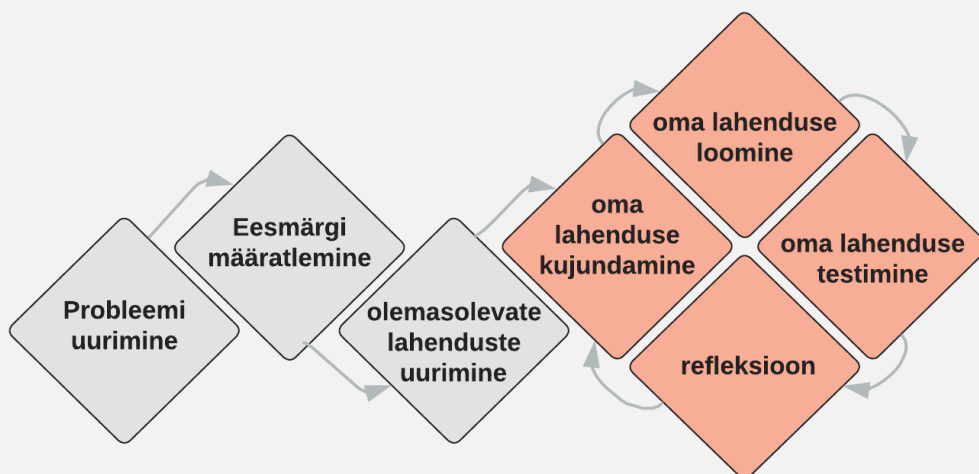 Probleemi
uurimine
Eesmärgi
määratlemine
olemasolevate
lahenduste
uurimine
oma
lahenduse
kujundamine
oma lahenduse
loomine
oma lahenduse
testimine
refleksioon